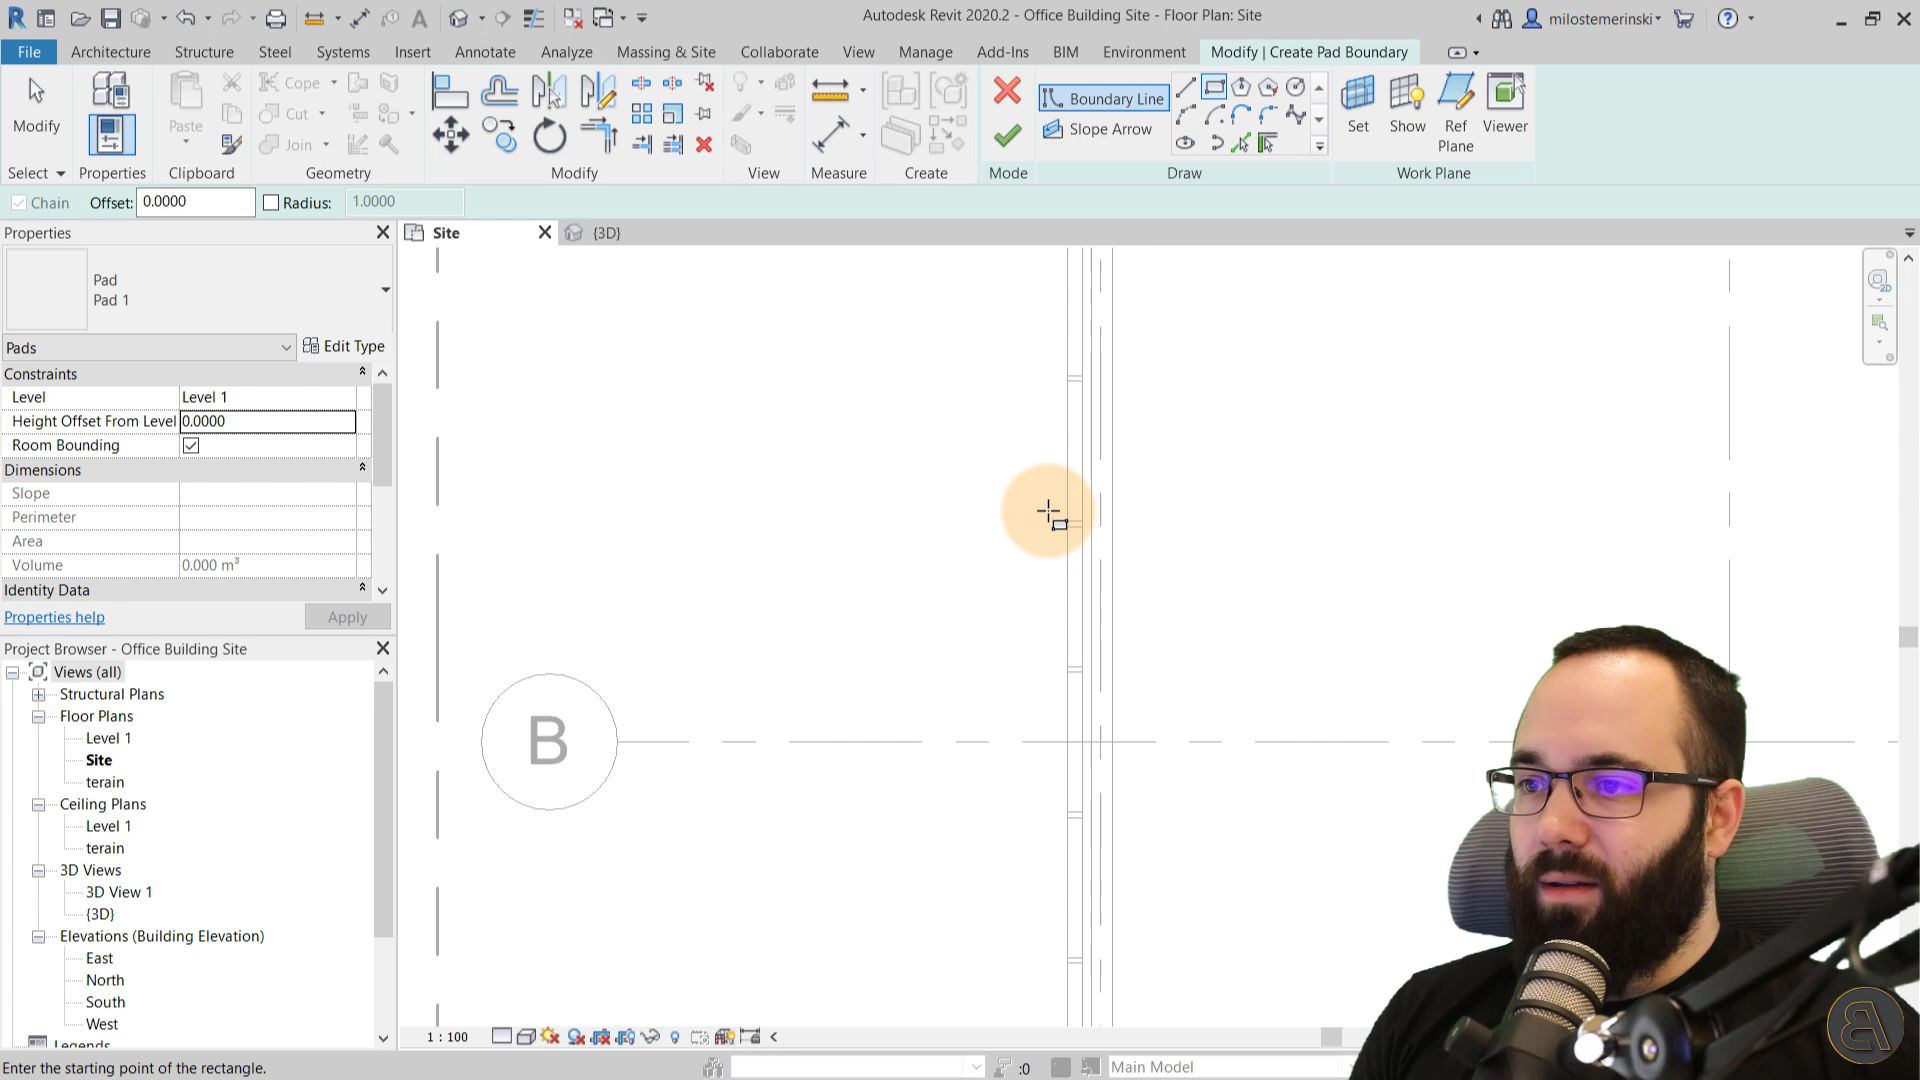 Autodesk Revit 2020.2 - Office Building Site - Floor Plan: Site
milostemerinski
File Architecture Structure Steel Systems Insert Annotate Analyze Massing & Site Collaborate View Manage Add-Ins BIM Environment Modify | Create Pad Boundary
Modify
Paste
Cope
Cut
Join
Boundary Line
Slope Arrow
Set Show Ref Plane Viewer
Select Properties Clipboard Geometry Modify View Measure Create Mode Draw Work Plane
Chain Offset: 0.0000 Radius: 1.0000
Properties
Site
{3D}
2D
Pad
Pad 1
Pads
Edit Type
Constraints
Level Level 1
Height Offset From Level 0.0000
Room Bounding
Dimensions
Slope
Perimeter
Area
Volume 0.000 m³
Identity Data
Properties help
Apply
Project Browser - Office Building Site
Views (all)
Structural Plans
Floor Plans
Level 1
Site
terain
Ceiling Plans
Level 1
terain
3D Views
3D View 1
{3D}
Elevations (Building Elevation)
East
North
South
West
Legends
B
1 : 100
Enter the starting point of the rectangle.
:0
Main Model